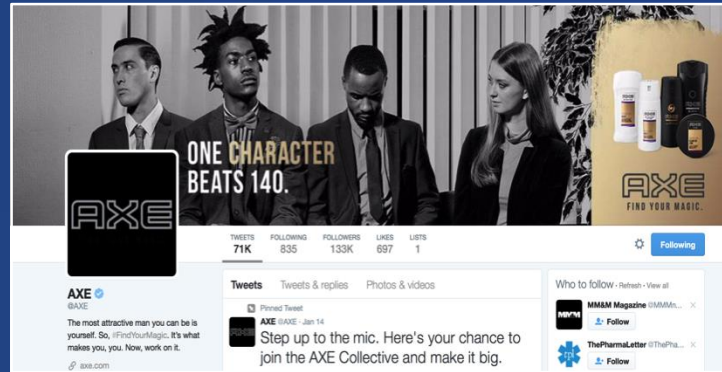 ONE CHARACTER
BEATS 140.
AXE
FIND YOUR MAGIC.
AXE
TWEETS FOLLOWING FOLLOWERS LIKES LISTS
71K 835 133K 697 1
Following
AXE
@AXE
The most attractive man you can be is
yourself. So, #FindYourMagic. It's what
makes you, you. Now, work on it.
axe.com
Tweets Tweets & replies Photos & videos
Pinned Tweet
AXE @AXE · Jan 14
Step up to the mic. Here's your chance to
join the AXE Collective and make it big.
Who to follow · Refresh · View all
MM&M Magazine @MMMn...
Follow
ThePharmaLetter @ThePha...
Follow